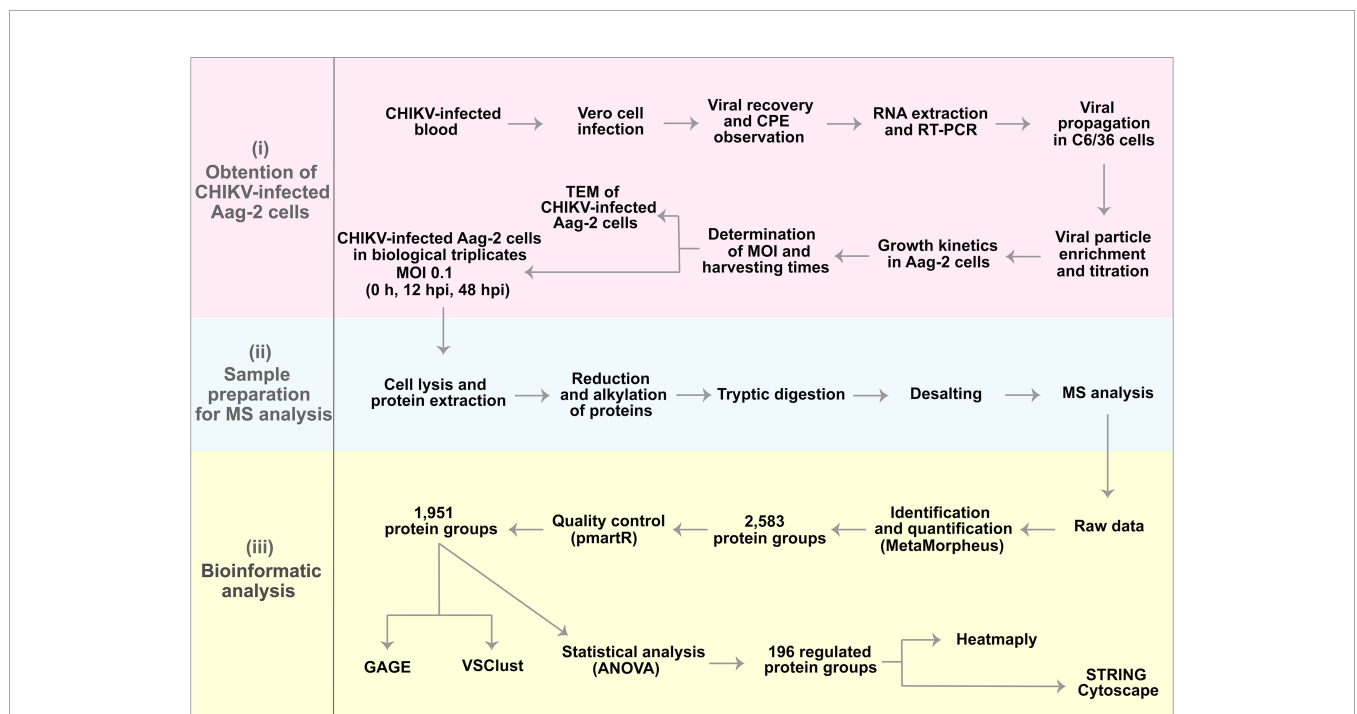 (i)
Obtention of
CHIKV-infected
Aag-2 cells
CHIKV-infected
blood
Vero cell
infection
Viral recovery
and CPE
observation
RNA extraction
and RT-PCR
Viral
propagation
in C6/36 cells
Viral particle
enrichment
and titration
Growth kinetics
in Aag-2 cells
Determination
of MOI and
harvesting times
TEM of
CHIKV-infected
Aag-2 cells
CHIKV-infected Aag-2 cells
in biological triplicates
MOI 0.1
(0 h, 12 hpi, 48 hpi)
(ii)
Sample
preparation
for MS analysis
Cell lysis and
protein extraction
Reduction
and alkylation
of proteins
Tryptic digestion
Desalting
MS analysis
(iii)
Bioinformatic
analysis
Raw data
Identification
and quantification
(MetaMorpheus)
2,583
protein groups
Quality control
(pmartR)
1,951
protein groups
GAGE
VSClust
Statistical analysis
(ANOVA)
196 regulated
protein groups
Heatmaply
STRING
Cytoscape